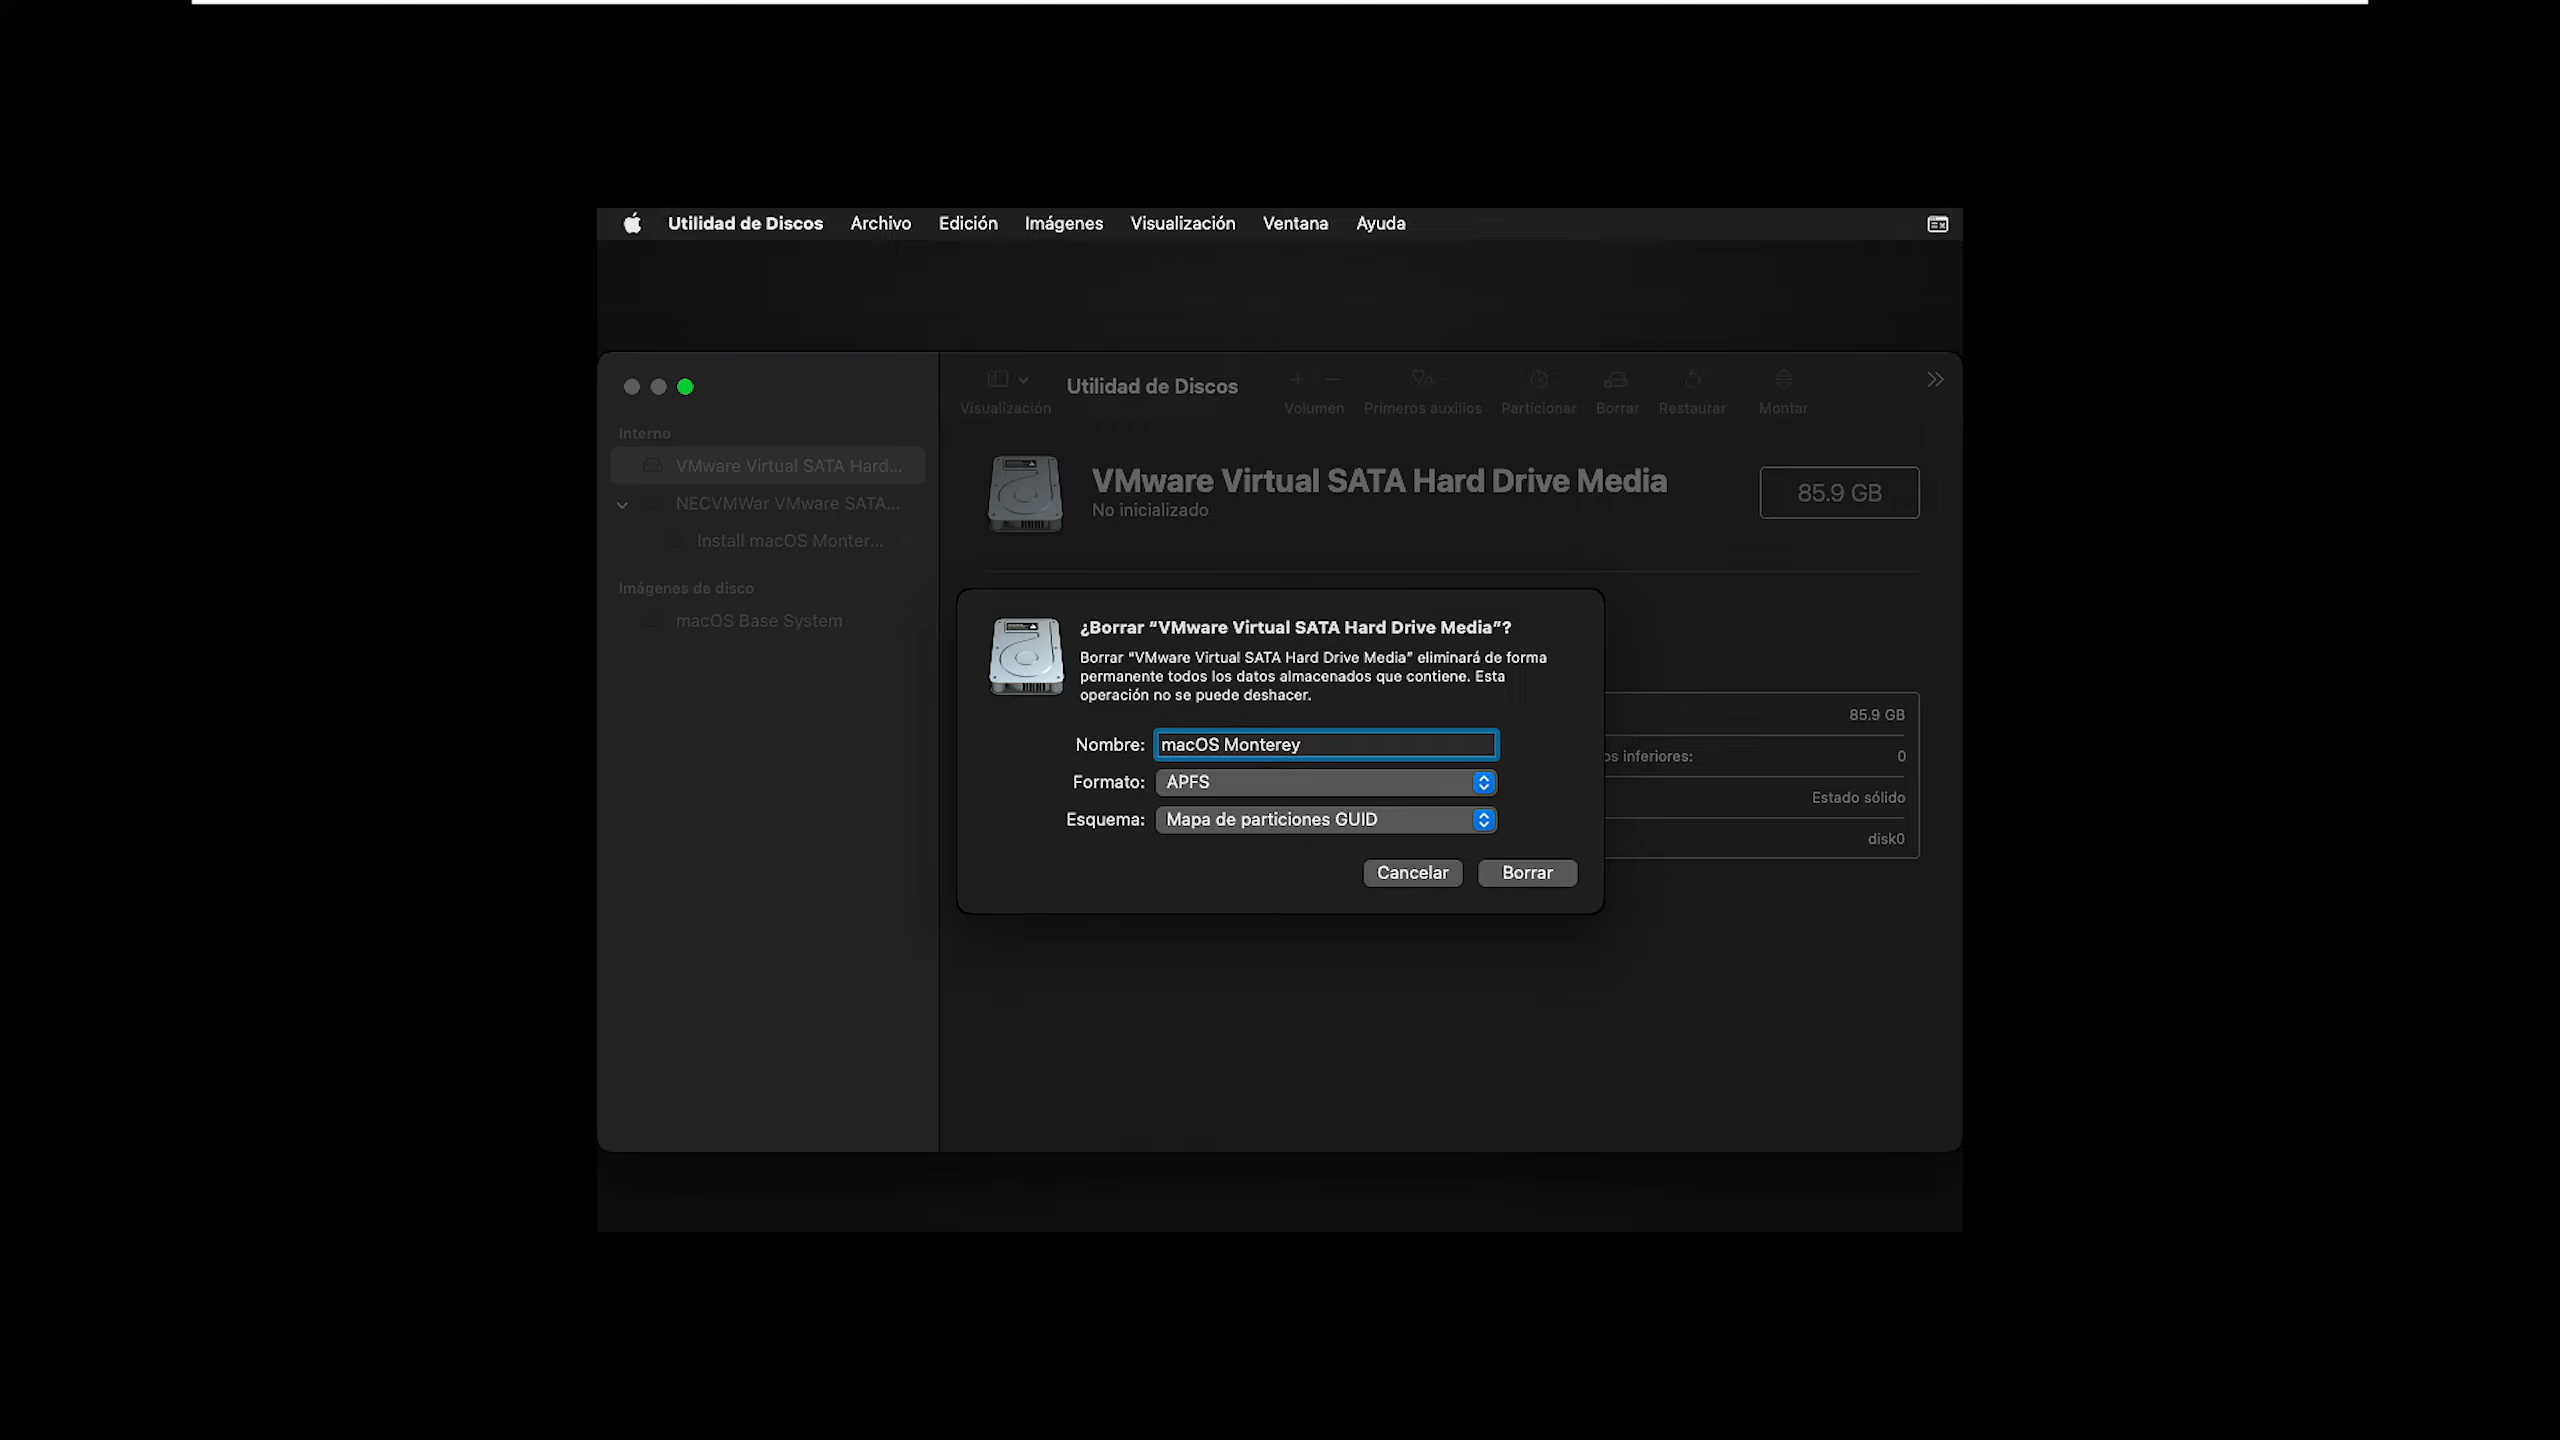 Utilidad de Discos Archivo Edición Imágenes Visualización Ventana Ayuda
Utilidad de Discos
Visualización Volumen Primeros auxilios Particionar Borrar Restaurar Montar
Interno
VMware Virtual SATA Hard...
NECVMWar VMware SATA...
Install macOS Monter...
Imágenes de disco
macOS Base System
VMware Virtual SATA Hard Drive Media
No inicializado
85.9 GB
¿Borrar “VMware Virtual SATA Hard Drive Media”?
Borrar “VMware Virtual SATA Hard Drive Media” eliminará de forma
permanente todos los datos almacenados que contiene. Esta
operación no se puede deshacer.
Nombre: macOS Monterey
Formato: APFS
Esquema: Mapa de particiones GUID
Cancelar Borrar
85.9 GB
os inferiores: 0
Estado sólido
disk0